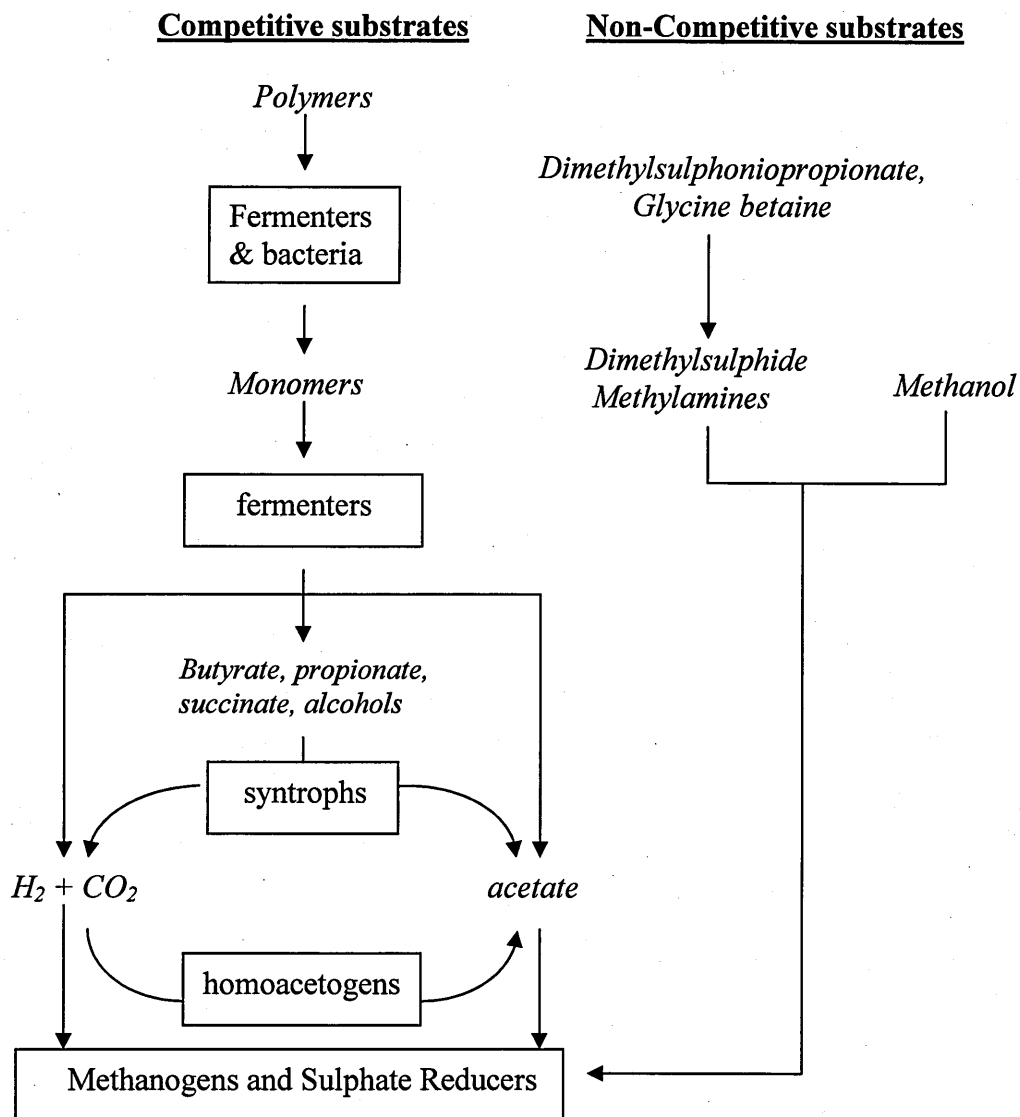 Competitive substrates
Non-Competitive substrates
Polymers
Fermenters
& bacteria
Monomers
fermenters
Butyrate, propionate,
succinate, alcohols
syntrophs
H₂ + CO₂
acetate
homoacetogens
Dimethylsulphoniopropionate,
Glycine betaine
Dimethylsulphide
Methylamines
Methanol
Methanogens and Sulphate Reducers